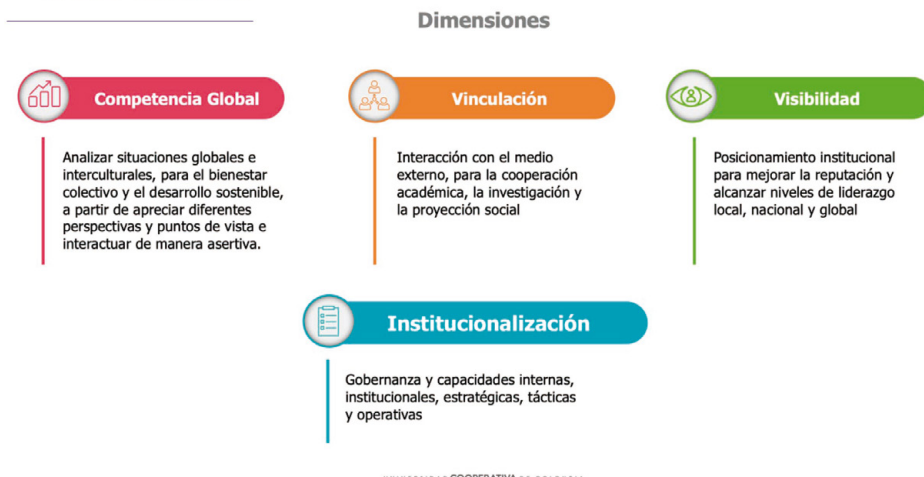 Dimensiones
Competencia Global
Analizar situaciones globales e
interculturales, para el bienestar
colectivo y el desarrollo sostenible,
a partir de apreciar diferentes
perspectivas y puntos de vista e
interactuar de manera asertiva.
Vinculación
Interacción con el medio
externo, para la cooperación
académica, la investigación y
la proyección social
Visibilidad
Posicionamiento institucional
para mejorar la reputación y
alcanzar niveles de liderazgo
local, nacional y global
Institucionalización
Gobernanza y capacidades internas,
institucionales, estratégicas, tácticas
y operativas
COOPERATIVA